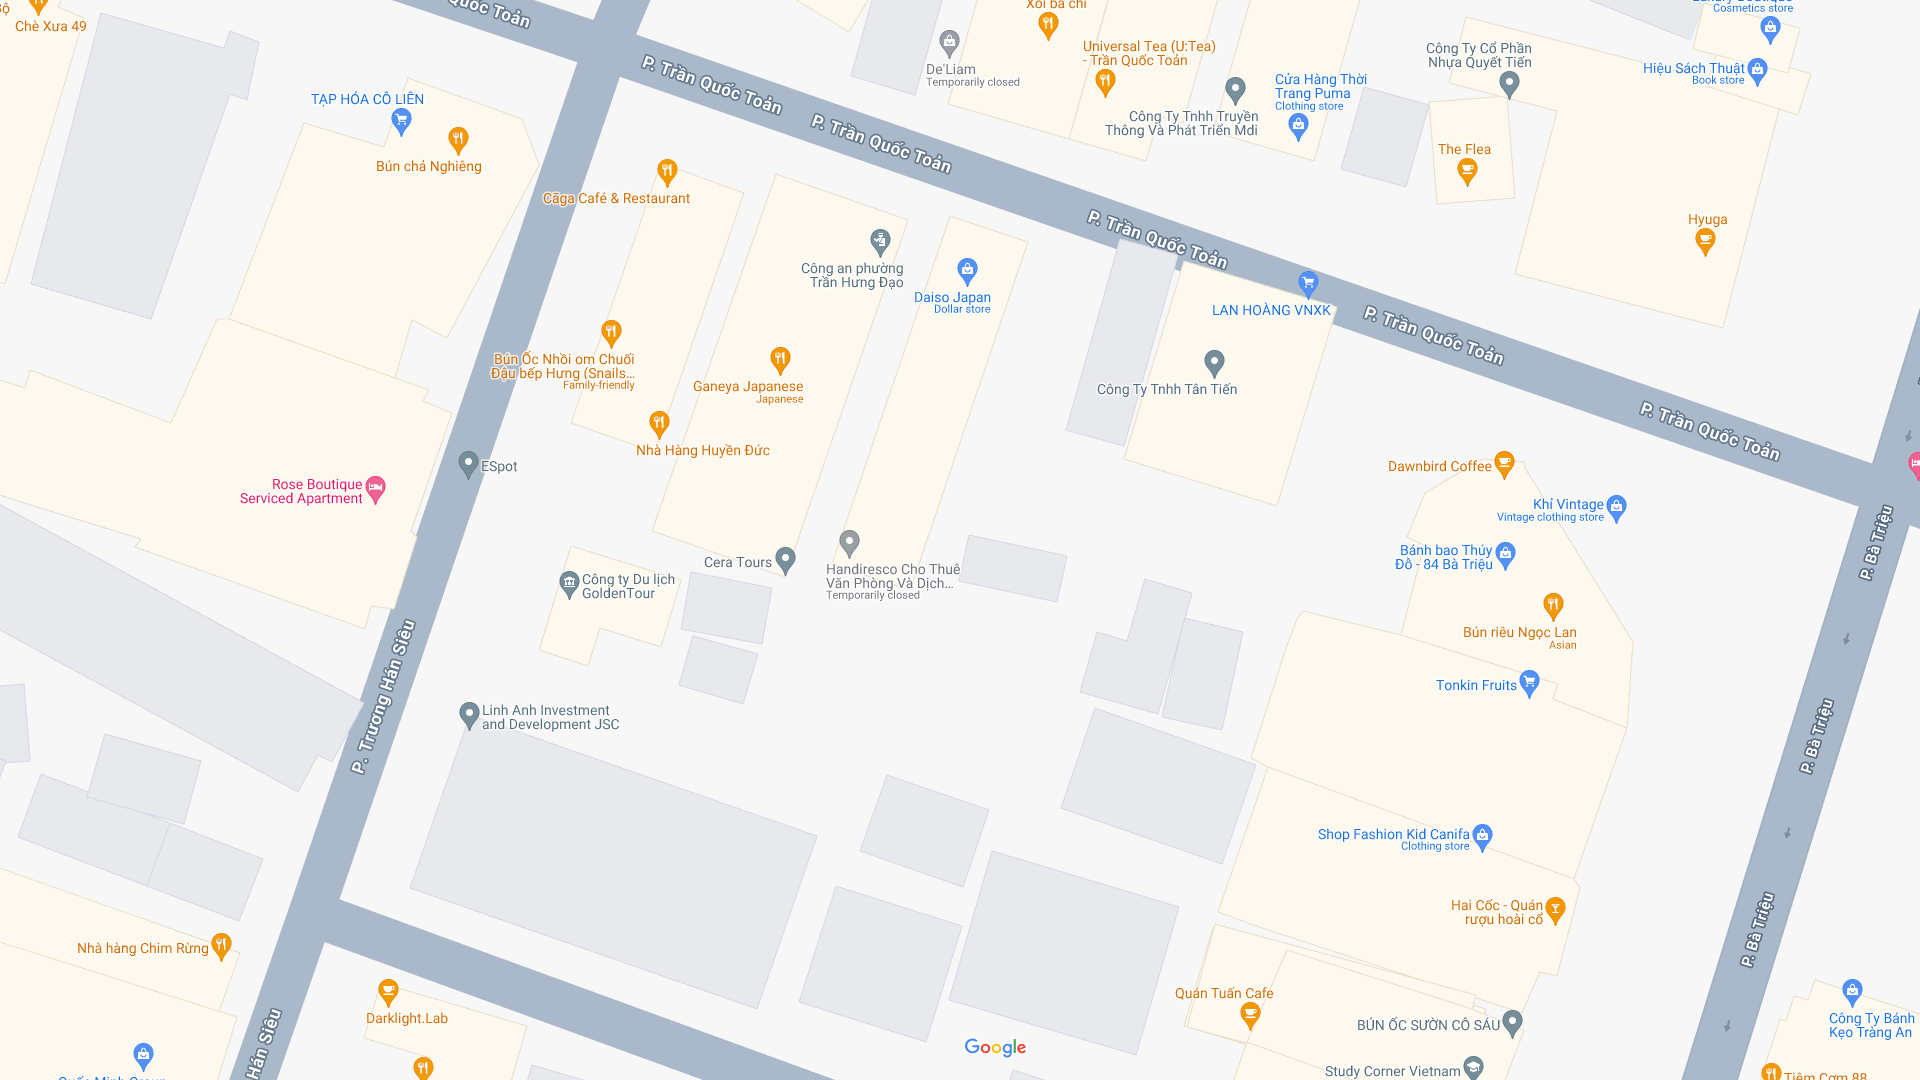 Chè Xưa 49
Quốc Toản
P. Trần Quốc Toản
P. Trần Quốc Toản
P. Trần Quốc Toản
P. Trần Quốc Toản
P. Trần Quốc Toản
De'Liam
Temporarily closed
Xôi ba chỉ
Universal Tea (U:Tea)
- Trần Quốc Toản
Công Ty Tnhh Truyền
Thông Và Phát Triển Mdi
Cửa Hàng Thời
Trang Puma
Clothing store
Công Ty Cổ Phần
Nhựa Quyết Tiến
Cosmetics store
Hiệu Sách Thuật
Book store
The Flea
Hyuga
TẠP HÓA CÔ LIÊN
Bún chả Nghiêng
Cāga Café & Restaurant
Công an phường
Trần Hưng Đạo
Daiso Japan
Dollar store
LAN HOÀNG VNXK
Công Ty Tnhh Tân Tiến
Bún Ốc Nhồi om Chuối
Đậu bếp Hưng (Snails...
Family-friendly
Ganeya Japanese
Japanese
Nhà Hàng Huyền Đức
ESpot
Rose Boutique
Serviced Apartment
Dawnbird Coffee
Khỉ Vintage
Vintage clothing store
Bánh bao Thúy
Đỗ - 84 Bà Triệu
Bún riêu Ngọc Lan
Asian
Tonkin Fruits
Cera Tours
Handiresco Cho Thuê
Văn Phòng Và Dịch...
Temporarily closed
Công ty Du lịch
GoldenTour
Linh Anh Investment
and Development JSC
P. Trương Hán Siêu
P. Bà Triệu
P. Bà Triệu
P. Bà Triệu
Shop Fashion Kid Canifa
Clothing store
Hai Cốc - Quán
rượu hoài cổ
Nhà hàng Chim Rừng
Darklight.Lab
Hán Siêu
Quán Tuấn Cafe
BÚN ỐC SƯỜN CÔ SÁU
Study Corner Vietnam
Công Ty Bánh
Kẹo Tràng An
Tiệm Cơm 88
Google